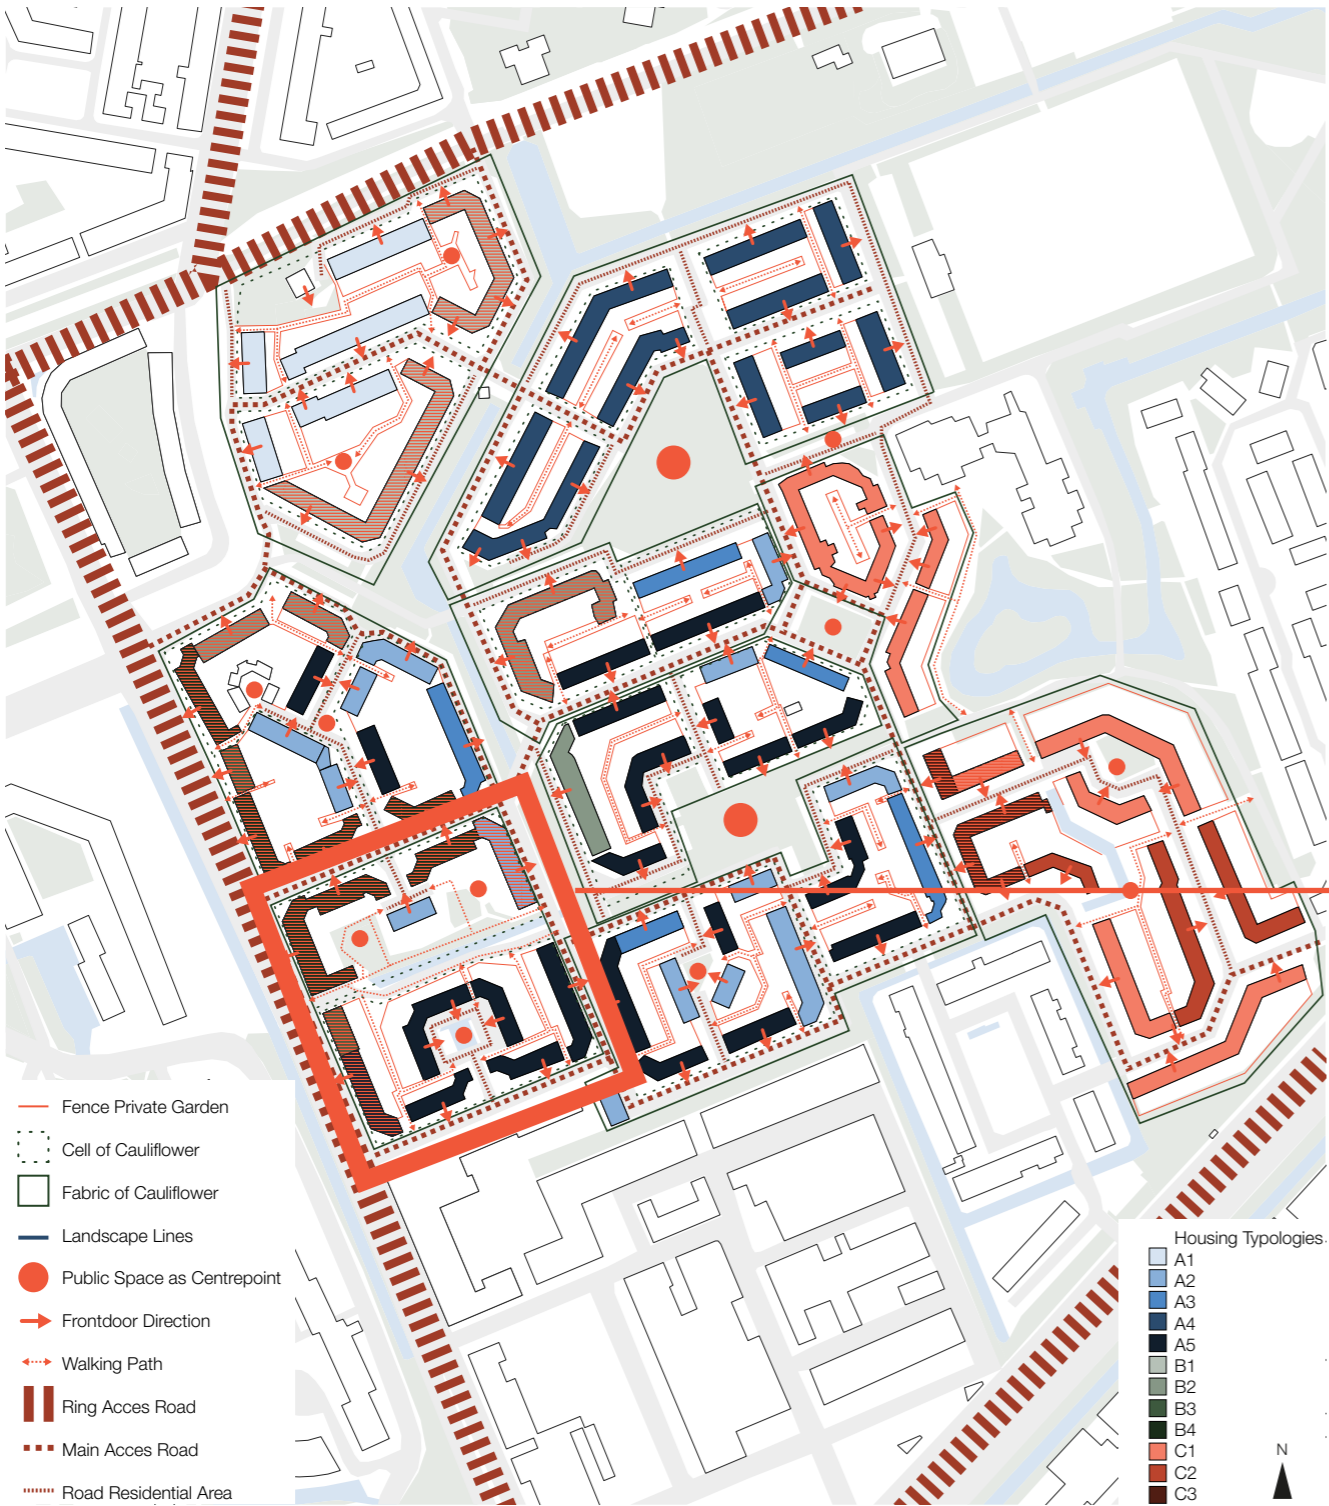 Fence Private Garden
Cell of Cauliflower
Fabric of Cauliflower
Landscape Lines
Public Space as Centrepoint
Frontdoor Direction
Walking Path
Ring Acces Road
Main Acces Road
Road Residential Area
Housing Typologies
A1
A2
A3
A4
A5
B1
B2
B3
B4
C1
C2
C3
N